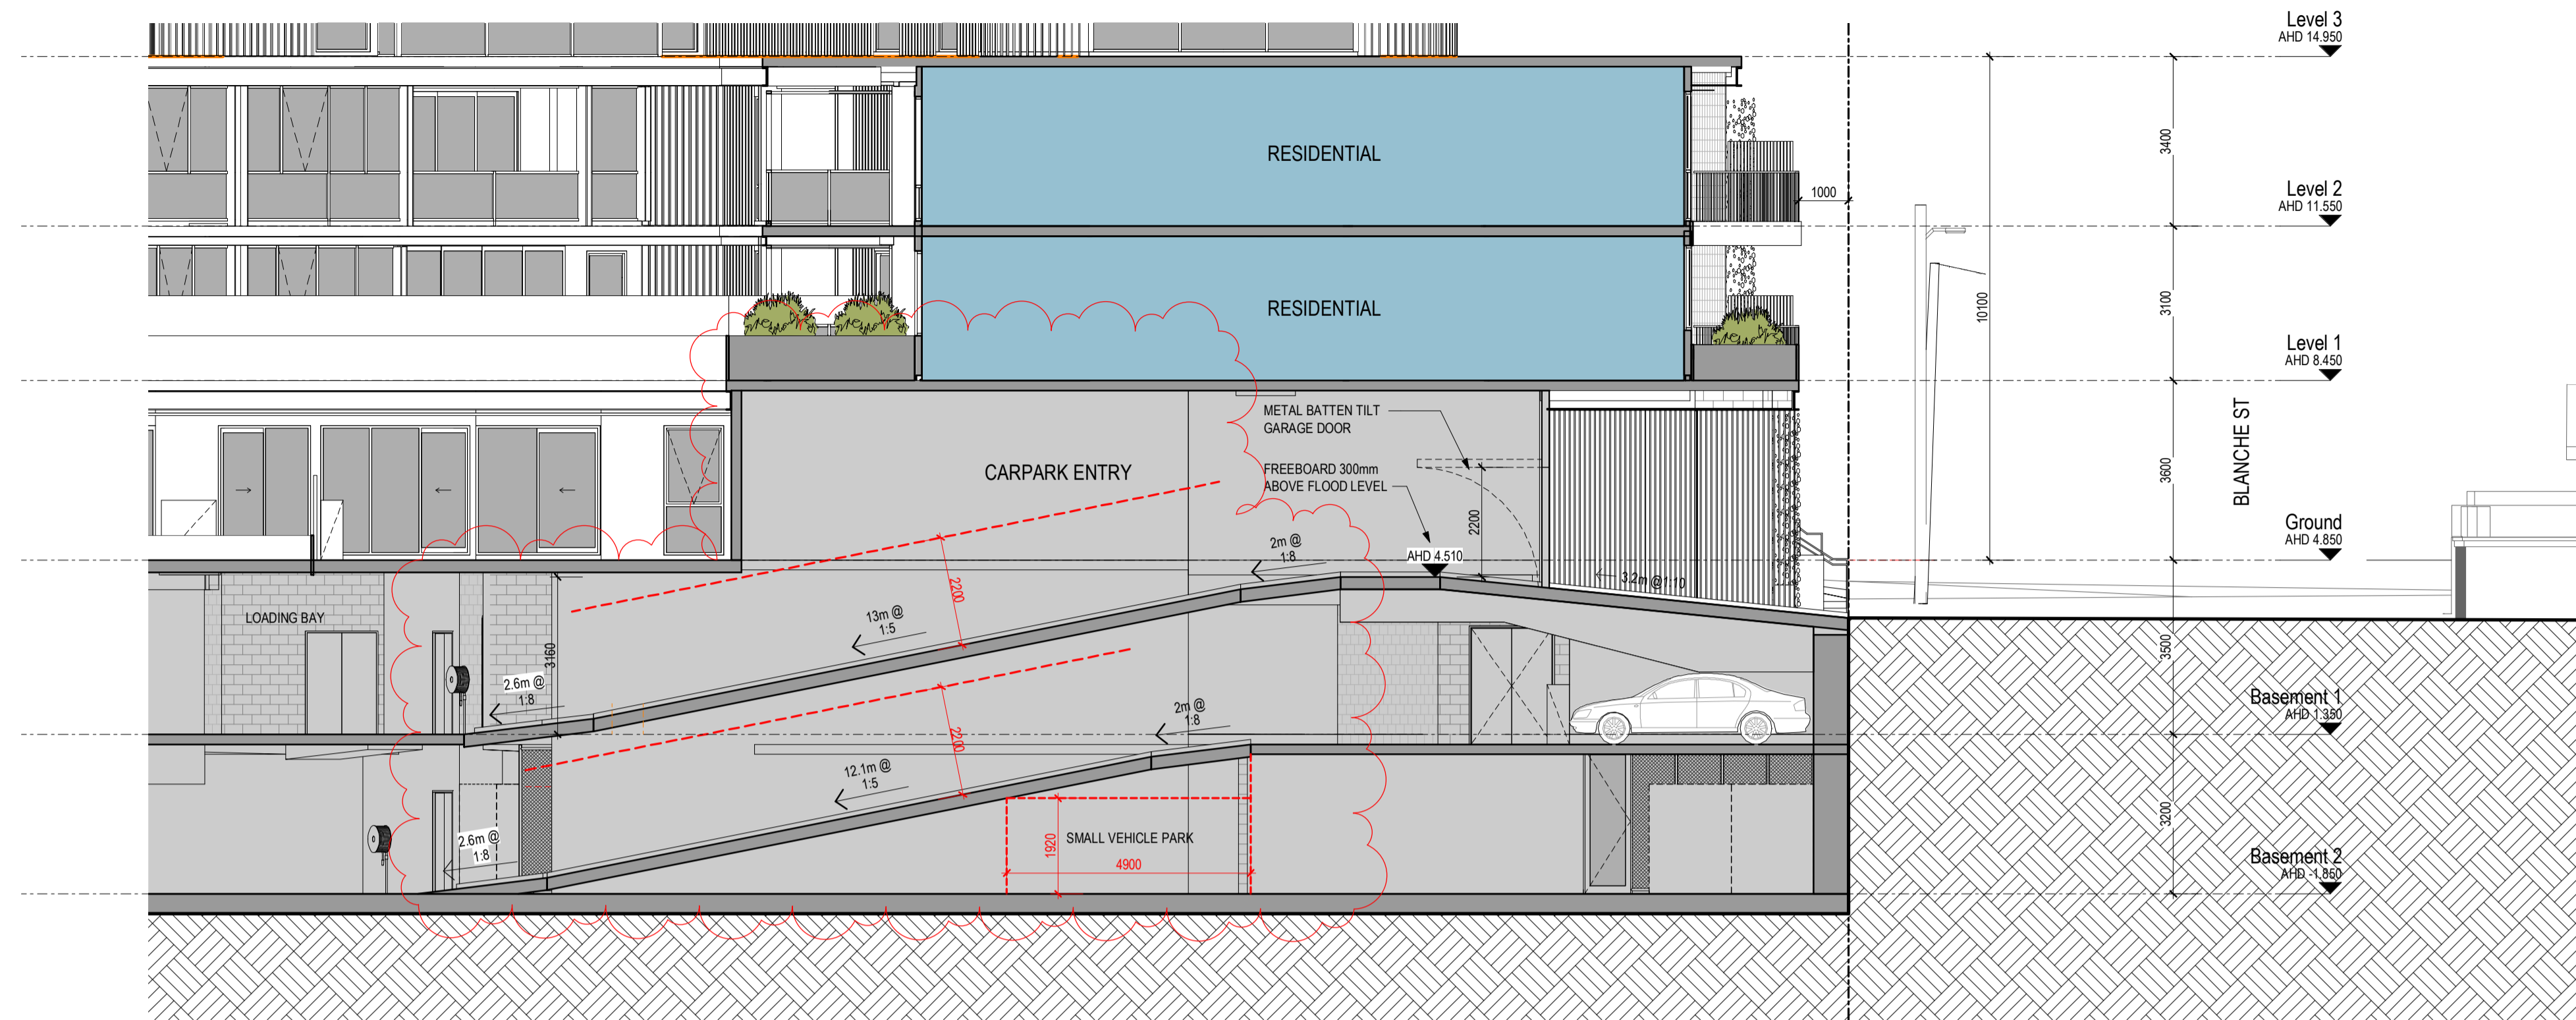 Level 3
AHD 14.950
3400
RESIDENTIAL
1000
Level 2
AHD 11.550
10100
3100
RESIDENTIAL
Level 1
AHD 8.450
METAL BATTEN TILT
GARAGE DOOR
CARPARK ENTRY
FREEBOARD 300mm
ABOVE FLOOD LEVEL
3600
BLANCHE ST
2200
2m @
1:8
AHD 4.510
Ground
AHD 4.850
3.2m @1:10
2200
LOADING BAY
13m @
1:5
3160
3500
2.6m @
1:8
2m @
1:8
Basement 1
AHD 1.350
2200
12.1m @
1:5
3200
2.6m @
1:8
1920
SMALL VEHICLE PARK
4900
Basement 2
AHD -1.850